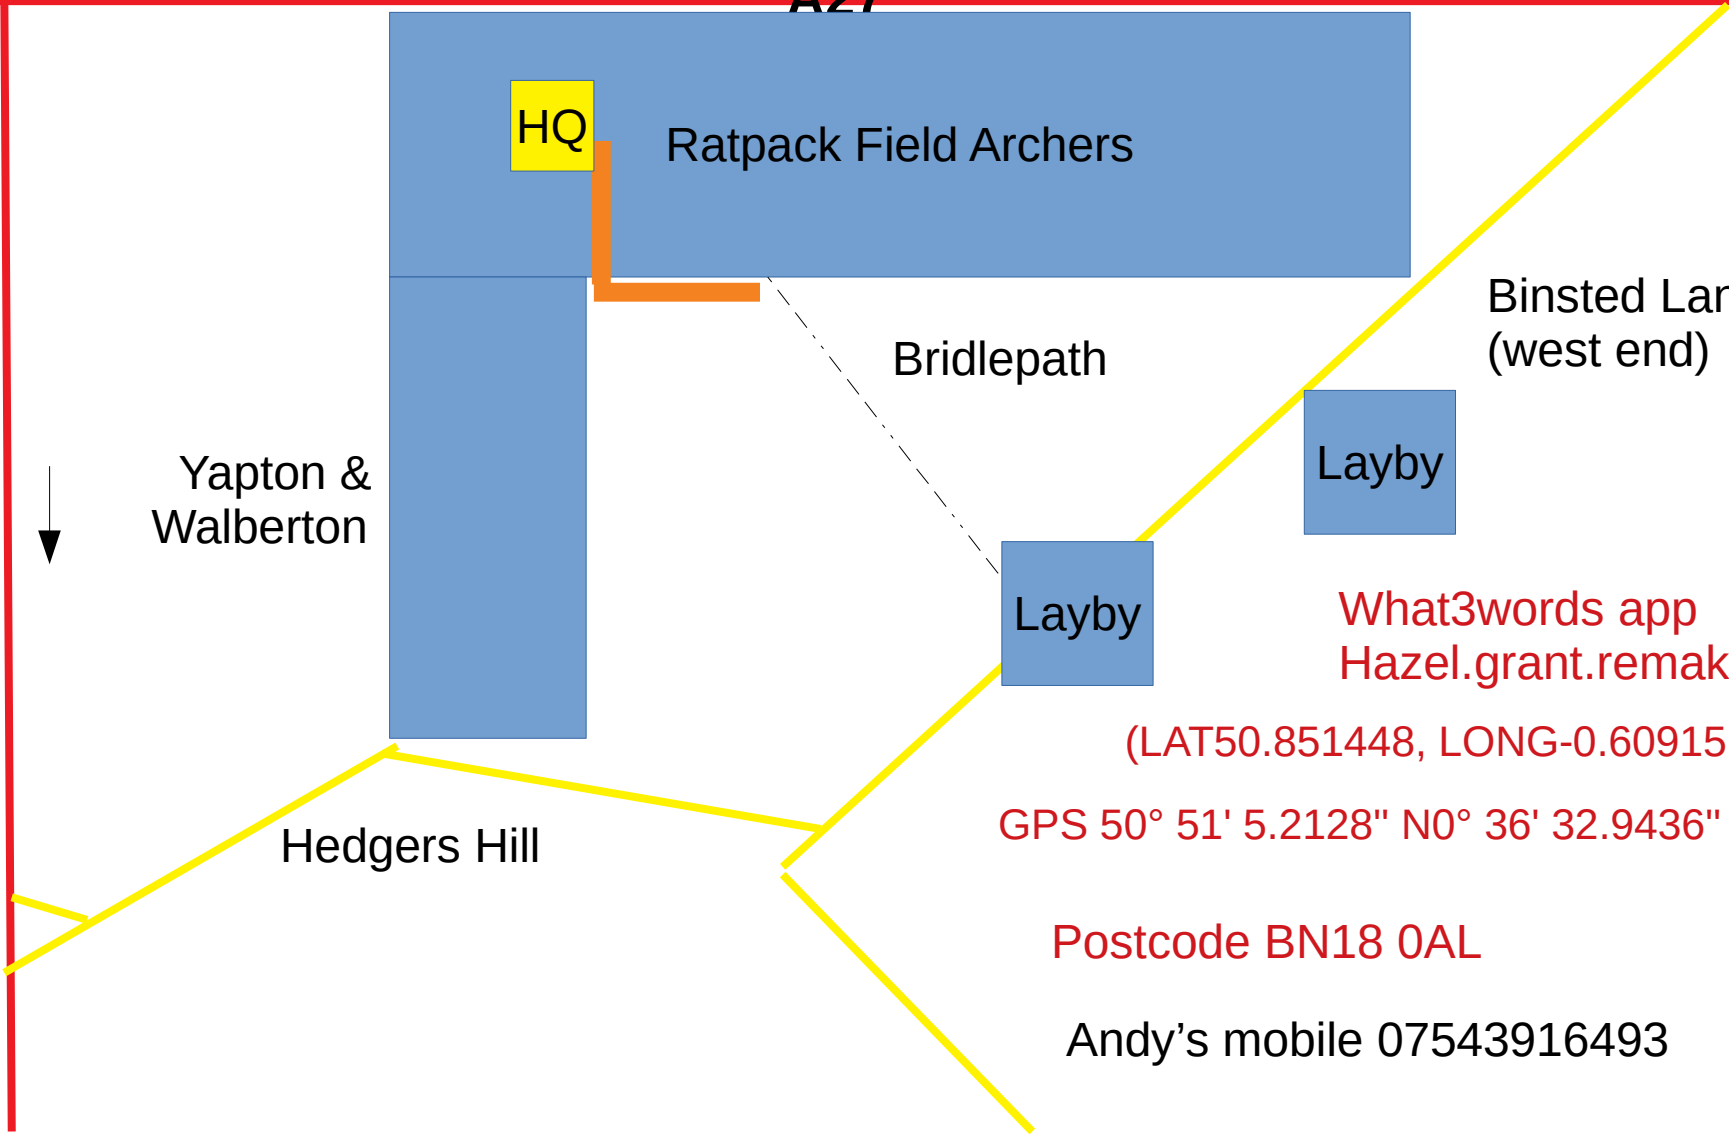 A27
HQ
Ratpack Field Archers
Binsted Lan
(west end)
Bridlepath
Layby
Yapton &
Walberton
Layby
What3words app
Hazel.grant.remak
(LAT50.851448, LONG-0.60915
GPS 50° 51' 5.2128" N0° 36' 32.9436"
Hedgers Hill
Postcode BN18 0AL
Andy’s mobile 07543916493